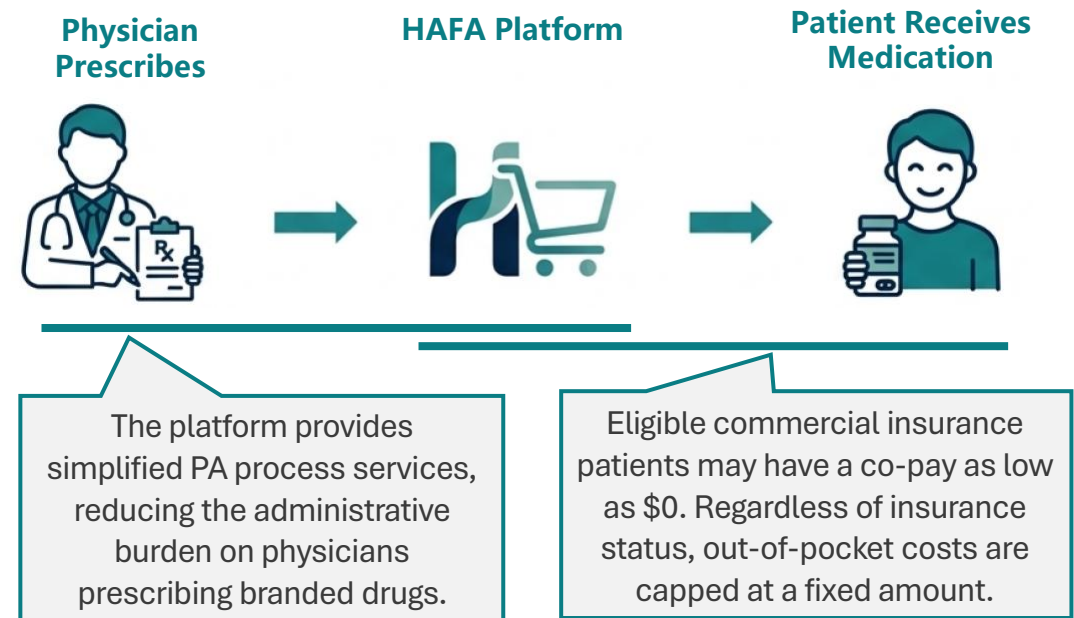 Physician
Prescribes
HAFA Platform
Patient Receives
Medication
Rx
The platform provides
simplified PA process services,
reducing the administrative
burden on physicians
prescribing branded drugs.
Eligible commercial insurance
patients may have a co-pay as low
as $0. Regardless of insurance
status, out-of-pocket costs are
capped at a fixed amount.